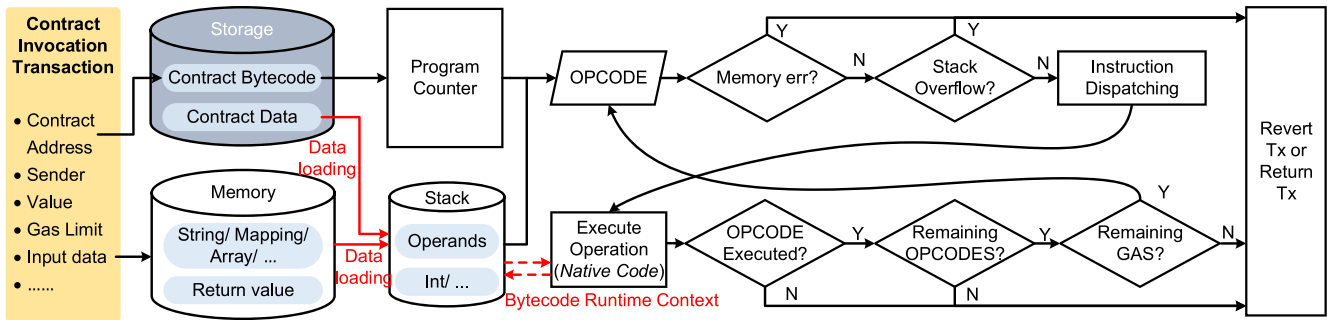 Contract
Invocation
Transaction
• Contract
Address
• Sender
• Value
• Gas Limit
• Input data
• ......
Storage
Contract Bytecode
Contract Data
Data
loading
Memory
String/ Mapping/
Array/ ...
Return value
Data
loading
Program
Counter
Stack
Operands
Int/ ...
OPCODE
Memory err?
Y
N
Stack
Overflow?
Y
N
Instruction
Dispatching
Execute
Operation
(Native Code)
Bytecode Runtime Context
OPCODE
Executed?
Y
N
Remaining
OPCODES?
Y
N
Remaining
GAS?
Y
N
Revert
Tx or
Return
Tx